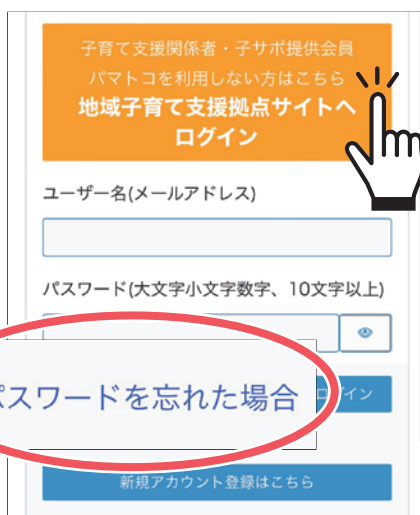 子育て支援関係者・子サポ提供会員
パマトコを利用しない方はこちら
地域子育て支援拠点サイトへ
ログイン
ユーザー名(メールアドレス)
パスワード(大文字小文字数字、10文字以上)
パスワードを忘れた場合
ログイン
新規アカウント登録はこちら